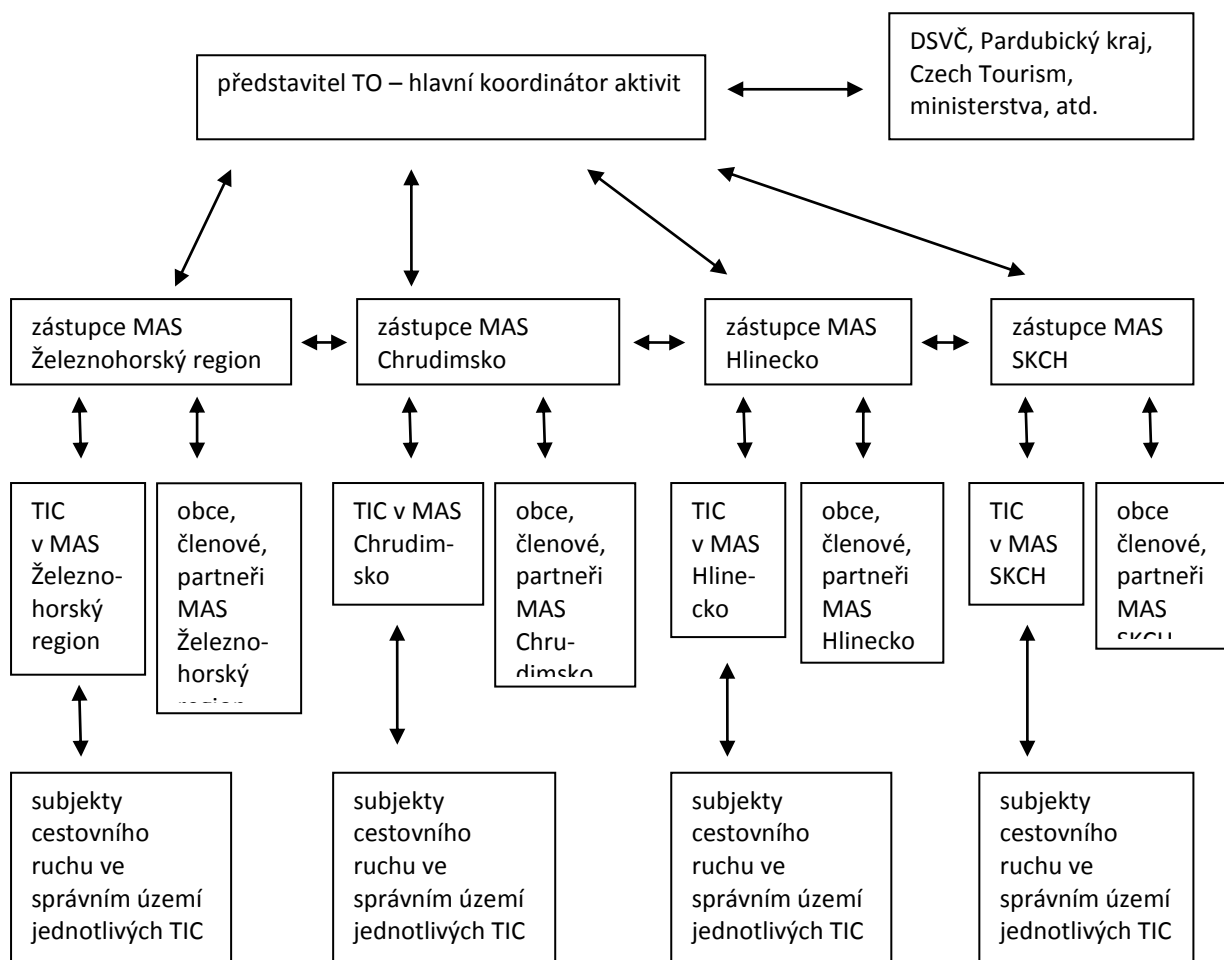 DSVČ, Pardubický kraj,
Czech Tourism,
ministerstva, atd.
představitel TO – hlavní koordinátor aktivit
zástupce MAS
Železnohorský region
zástupce MAS
Chrudimsko
zástupce MAS
Hlinecko
zástupce MAS
SKCH
TIC
v MAS
Železno-
horský
region
obce,
členové,
partneři
MAS
Železno-
horský
region
TIC v MAS
Chrudim-
sko
obce,
členové,
partneři
MAS
Chru-
dimsko
TIC
v MAS
Hline-
cko
obce,
členové,
partneři
MAS
Hlinecko
TIC
v MAS
SKCH
obce
členové,
partneři
MAS
SKCH
subjekty
cestovního
ruchu ve
správním území
jednotlivých TIC
subjekty
cestovního
ruchu ve
správním území
jednotlivých TIC
subjekty
cestovního
ruchu ve
správním území
jednotlivých TIC
subjekty
cestovního
ruchu ve
správním území
jednotlivých TIC